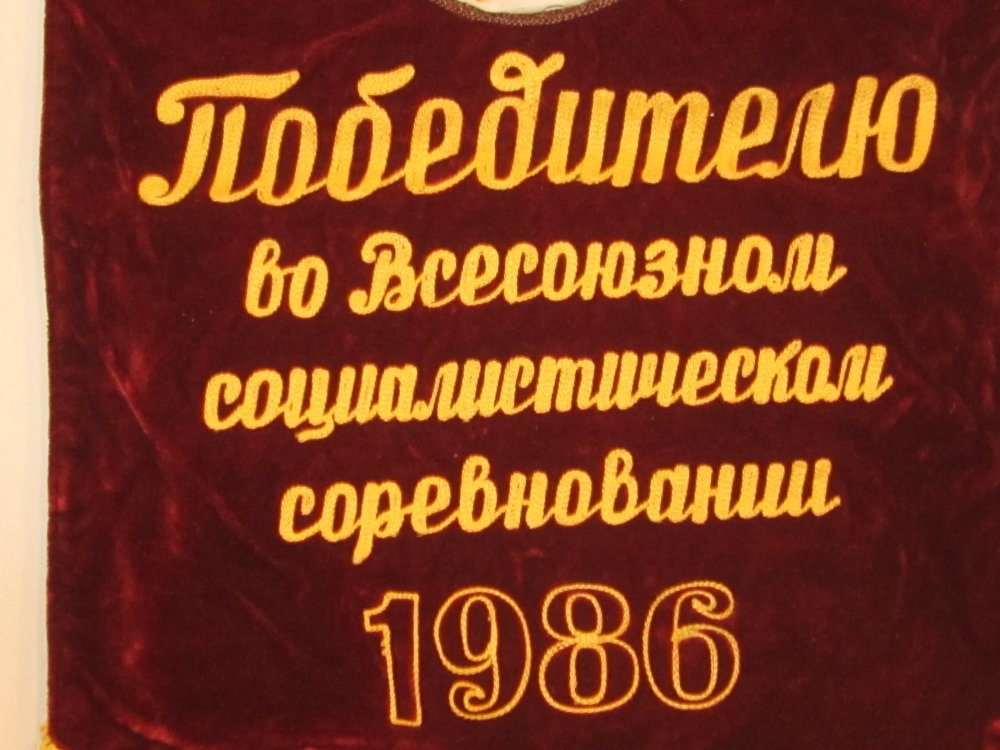 Победителю
во Всесоюзном
социалистическом
соревновании
1986